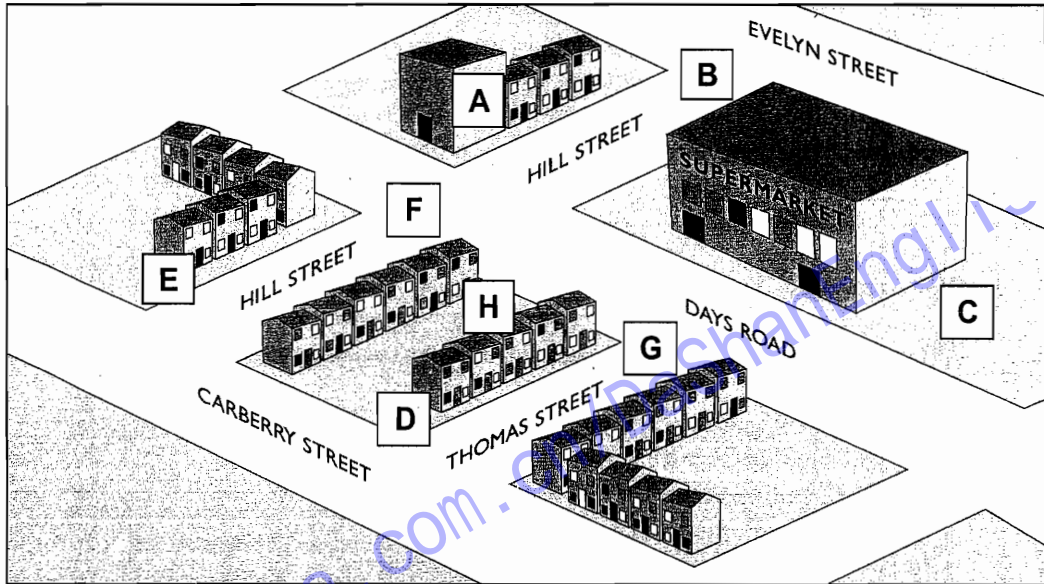 EVELYN STREET
B
A
HILL STREET
SUPERMARKET
F
E
HILL STREET
H
C
DAYS ROAD
G
D
CARBERRY STREET
THOMAS STREET